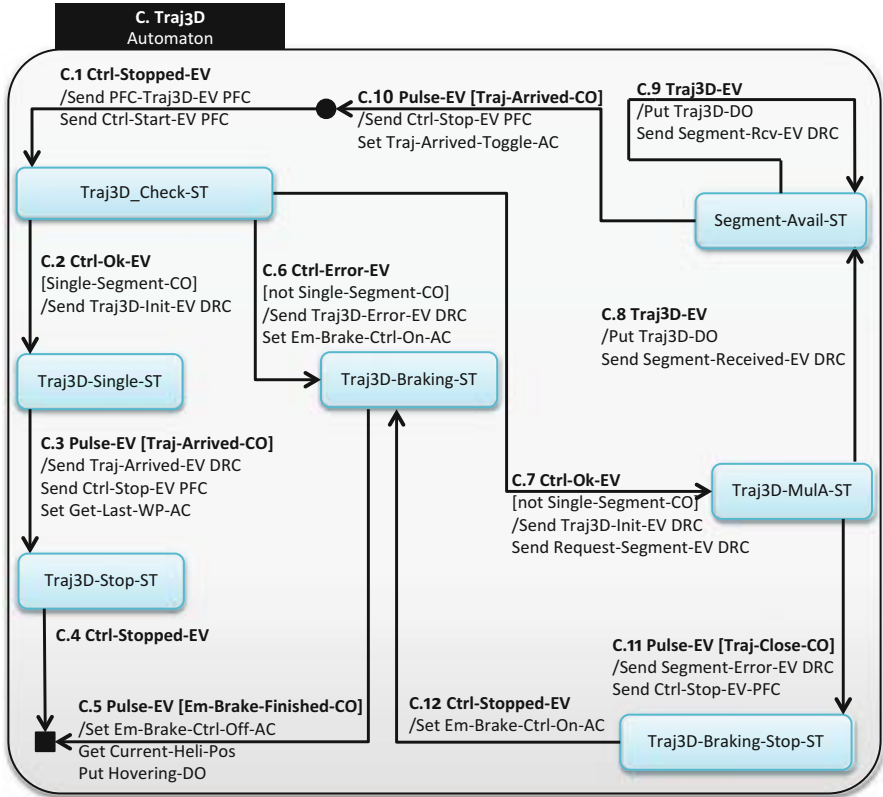 C. Traj3D
Automaton
C.1 Ctrl-Stopped-EV
/Send PFC-Traj3D-EV PFC
Send Ctrl-Start-EV PFC
C.10 Pulse-EV [Traj-Arrived-CO]
/Send Ctrl-Stop-EV PFC
Set Traj-Arrived-Toggle-AC
C.9 Traj3D-EV
/Put Traj3D-DO
Send Segment-Rcv-EV DRC
Traj3D_Check-ST
Segment-Avail-ST
C.2 Ctrl-Ok-EV
[Single-Segment-CO]
/Send Traj3D-Init-EV DRC
C.6 Ctrl-Error-EV
[not Single-Segment-CO]
/Send Traj3D-Error-EV DRC
Set Em-Brake-Ctrl-On-AC
C.8 Traj3D-EV
/Put Traj3D-DO
Send Segment-Received-EV DRC
Traj3D-Single-ST
Traj3D-Braking-ST
C.3 Pulse-EV [Traj-Arrived-CO]
/Send Traj-Arrived-EV DRC
Send Ctrl-Stop-EV PFC
Set Get-Last-WP-AC
C.7 Ctrl-Ok-EV
[not Single-Segment-CO]
/Send Traj3D-Init-EV DRC
Send Request-Segment-EV DRC
Traj3D-MulA-ST
Traj3D-Stop-ST
C.4 Ctrl-Stopped-EV
C.11 Pulse-EV [Traj-Close-CO]
/Send Segment-Error-EV DRC
Send Ctrl-Stop-EV-PFC
C.5 Pulse-EV [Em-Brake-Finished-CO]
/Set Em-Brake-Ctrl-Off-AC
Get Current-Heli-Pos
Put Hovering-DO
C.12 Ctrl-Stopped-EV
/Set Em-Brake-Ctrl-On-AC
Traj3D-Braking-Stop-ST